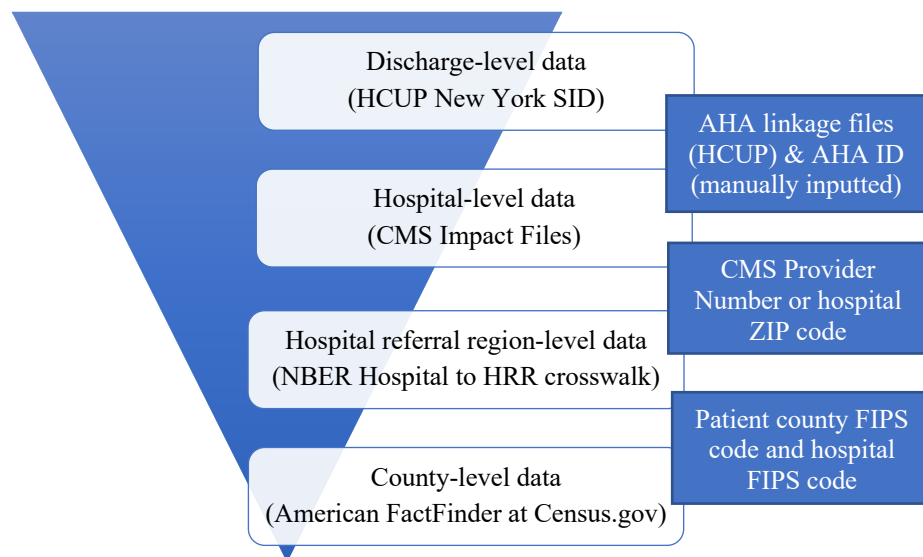 Discharge-level data
(HCUP New York SID)
AHA linkage files
(HCUP) & AHA ID
(manually inputted)
Hospital-level data
(CMS Impact Files)
CMS Provider
Number or hospital
ZIP code
Hospital referral region-level data
(NBER Hospital to HRR crosswalk)
Patient county FIPS
code and hospital
FIPS code
County-level data
(American FactFinder at Census.gov)